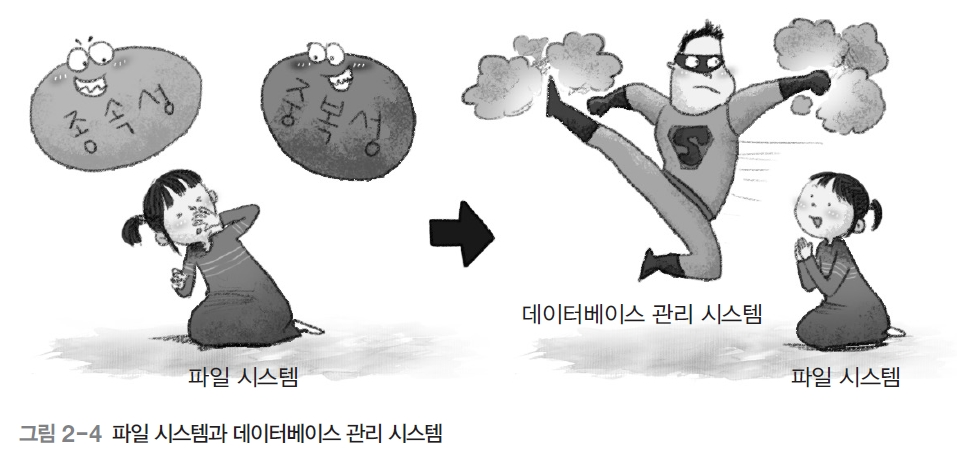 종속성
중복성
S
데이터베이스 관리 시스템
파일 시스템
파일 시스템
그림 2-4 파일 시스템과 데이터베이스 관리 시스템